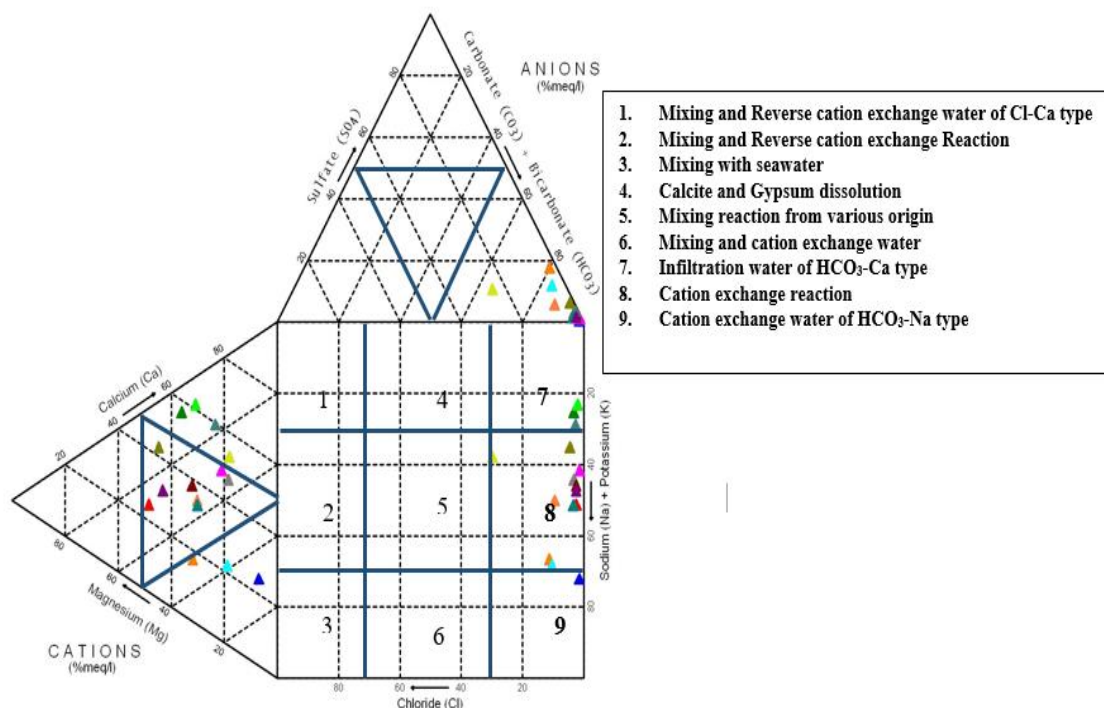 ANIONS
(%meq/l)
Carbonate (CO3) + Bicarbonate (HCO3)
Sulfate (SO4)
80
60
40
20
20
40
60
80
1. Mixing and Reverse cation exchange water of Cl-Ca type
2. Mixing and Reverse cation exchange Reaction
3. Mixing with seawater
4. Calcite and Gypsum dissolution
5. Mixing reaction from various origin
6. Mixing and cation exchange water
7. Infiltration water of HCO₃-Ca type
8. Cation exchange reaction
9. Cation exchange water of HCO₃-Na type
Calcium (Ca)
80
60
40
20
80
60
40
20
Magnesium (Mg)
CATIONS
(%meq/l)
1 4 7
2 5 8
3 6 9
20
40
60
80
Sodium (Na) + Potassium (K)
80 60 40 20
Chloride (Cl)